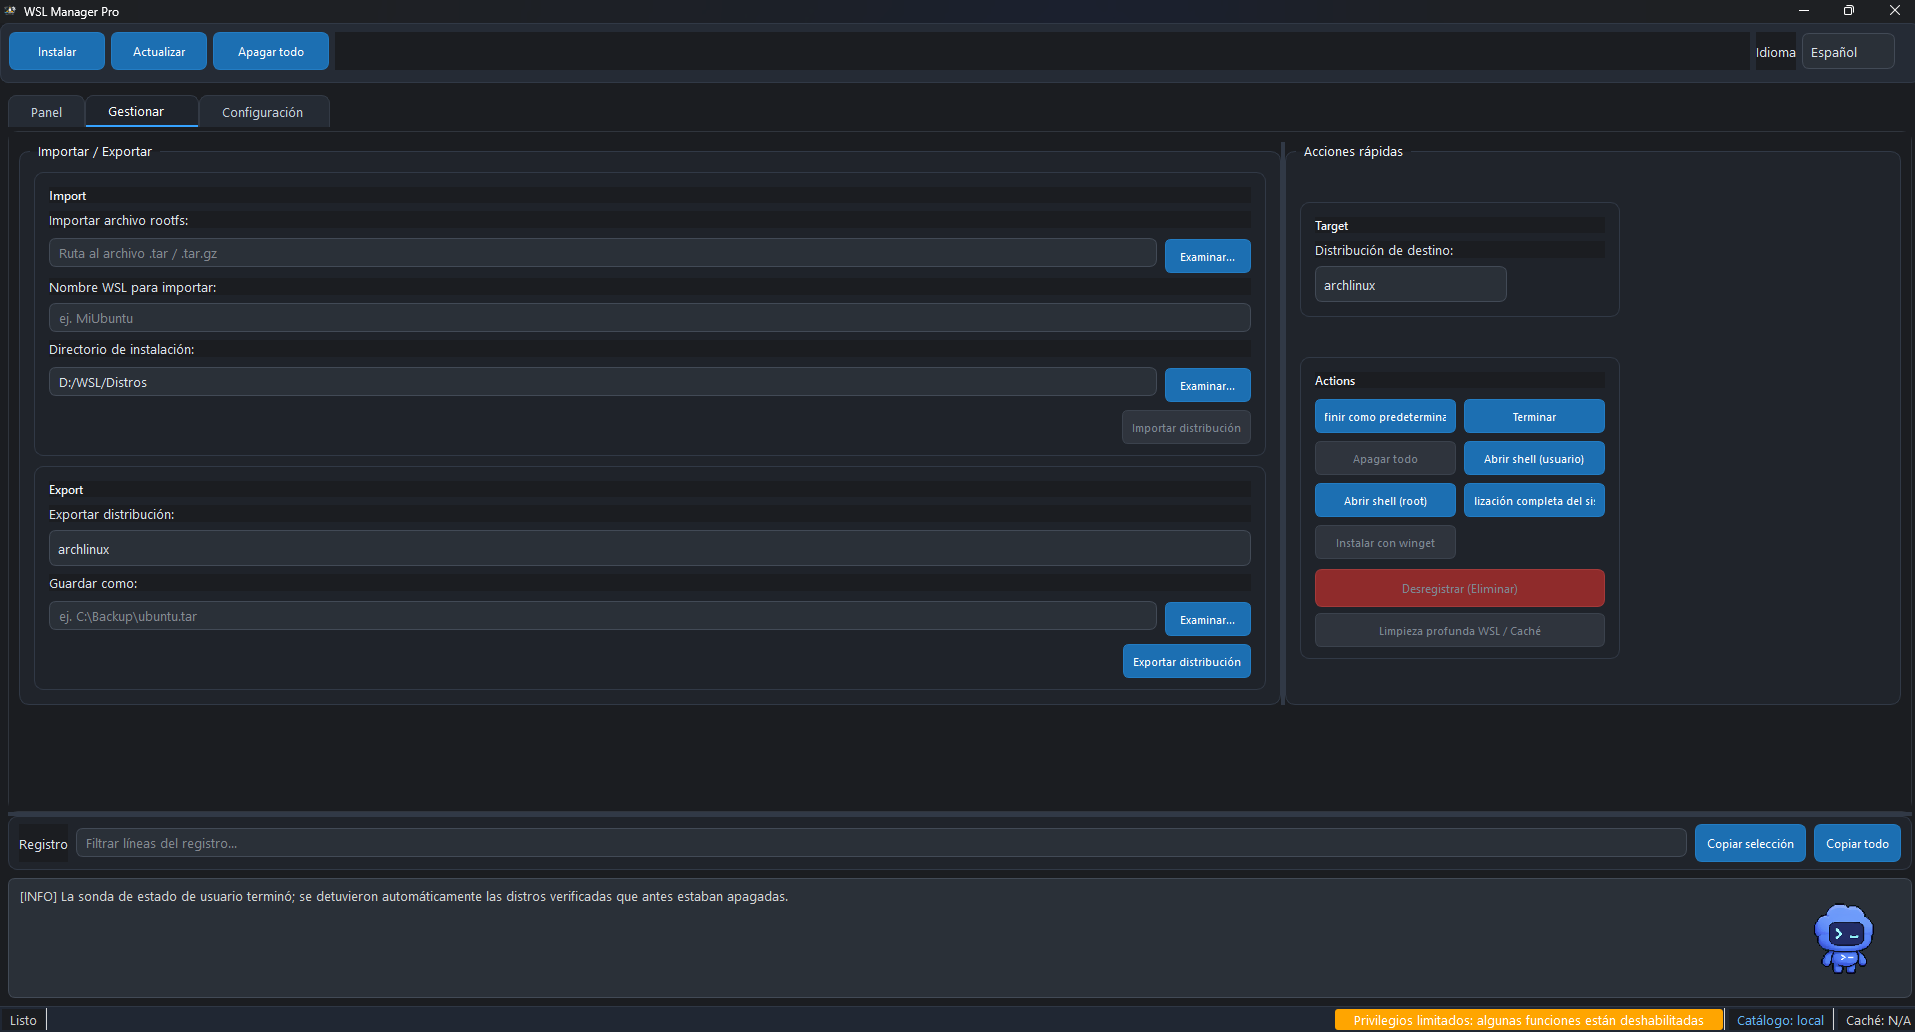 WSL Manager Pro
Instalar
Actualizar
Apagar todo
Idioma
Español
Panel
Gestionar
Configuración
Importar / Exportar
Import
Importar archivo rootfs:
Ruta al archivo .tar / .tar.gz
Examinar...
Nombre WSL para importar:
ej. MiUbuntu
Directorio de instalación:
D:/WSL/Distros
Examinar...
Importar distribución
Export
Exportar distribución:
archlinux
Guardar como:
ej. C:\Backup\ubuntu.tar
Examinar...
Exportar distribución
Acciones rápidas
Target
Distribución de destino:
archlinux
Actions
finir como predetermina
Terminar
Apagar todo
Abrir shell (usuario)
Abrir shell (root)
lización completa del si
Instalar con winget
Desregistrar (Eliminar)
Limpieza profunda WSL / Caché
Registro
Filtrar líneas del registro...
Copiar selección
Copiar todo
[INFO] La sonda de estado de usuario terminó; se detuvieron automáticamente las distros verificadas que antes estaban apagadas.
Listo
Privilegios limitados: algunas funciones están deshabilitadas
Catálogo: local
Caché: N/A